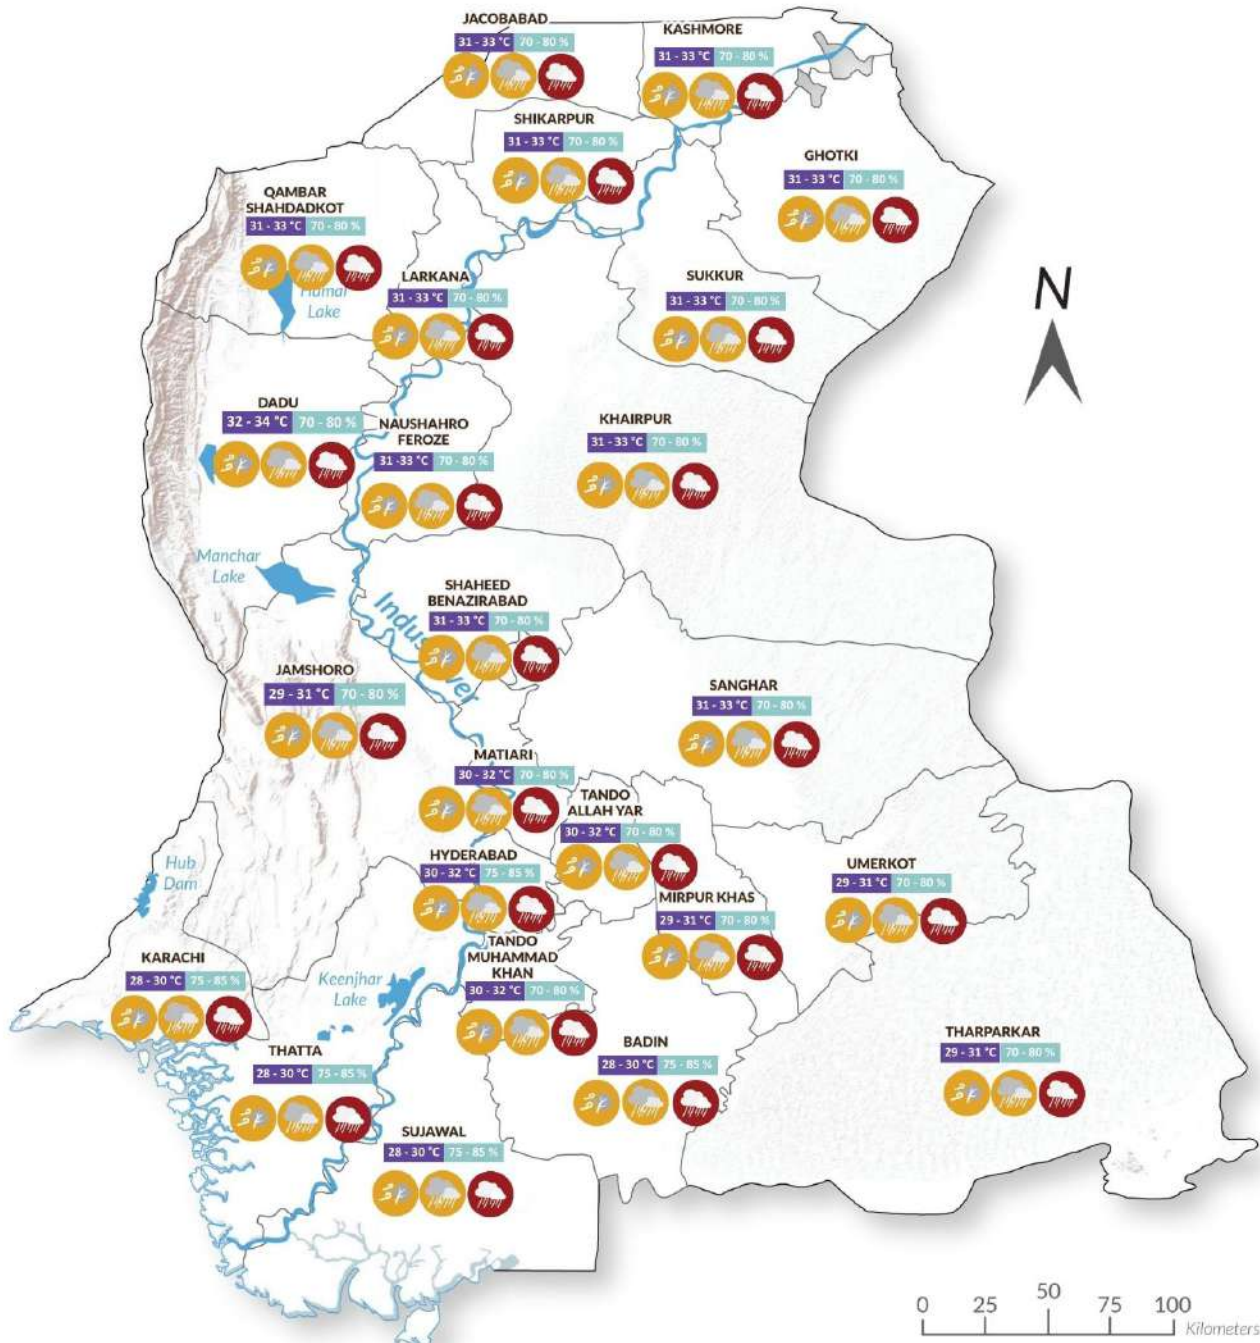 JACOBABAD
31 - 33 °C 70 - 80 %
KASHMORE
31 - 33 °C 70 - 80 %
SHIKARPUR
31 - 33 °C 70 - 80 %
GHOTKI
31 - 33 °C 70 - 80 %
QAMBAR
SHAHDADKOT
31 - 33 °C 70 - 80 %
Hamal
Lake
LARKANA
31 - 33 °C 70 - 80 %
SUKKUR
31 - 33 °C 70 - 80 %
N
DADU
32 - 34 °C 70 - 80 %
NAUSHAHRO
FEROZE
31 -33 °C 70 - 80 %
KHAIRPUR
31 - 33 °C 70 - 80 %
Manchar
Lake
SHAHEED
BENAZIRABAD
31 - 33 °C 70 - 80 %
Indus River
JAMSHORO
29 - 31 °C 70 - 80 %
SANGHAR
31 - 33 °C 70 - 80 %
MATIARI
30 - 32 °C 70 - 80 %
TANDO
ALLAH YAR
30 - 32 °C 70 - 80 %
HYDERABAD
30 - 32 °C 75 - 85 %
UMERKOT
29 - 31 °C 70 - 80 %
Hub
Dam
MIRPUR KHAS
29 - 31 °C 70 - 80 %
TANDO
MUHAMMAD
KHAN
30 - 32 °C 70 - 80 %
KARACHI
28 - 30 °C 75 - 85 %
Keenjhar
Lake
THATTA
28 - 30 °C 75 - 85 %
BADIN
28 - 30 °C 75 - 85 %
THARPARKAR
29 - 31 °C 70 - 80 %
SUJAWAL
28 - 30 °C 75 - 85 %
0 25 50 75 100
Kilometers